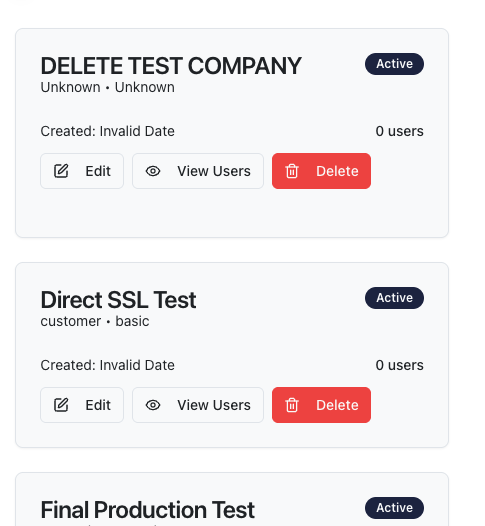 DELETE TEST COMPANY
Active
Unknown • Unknown
Created: Invalid Date
0 users
Edit
View Users
Delete
Direct SSL Test
Active
customer • basic
Created: Invalid Date
0 users
Edit
View Users
Delete
Final Production Test
Active